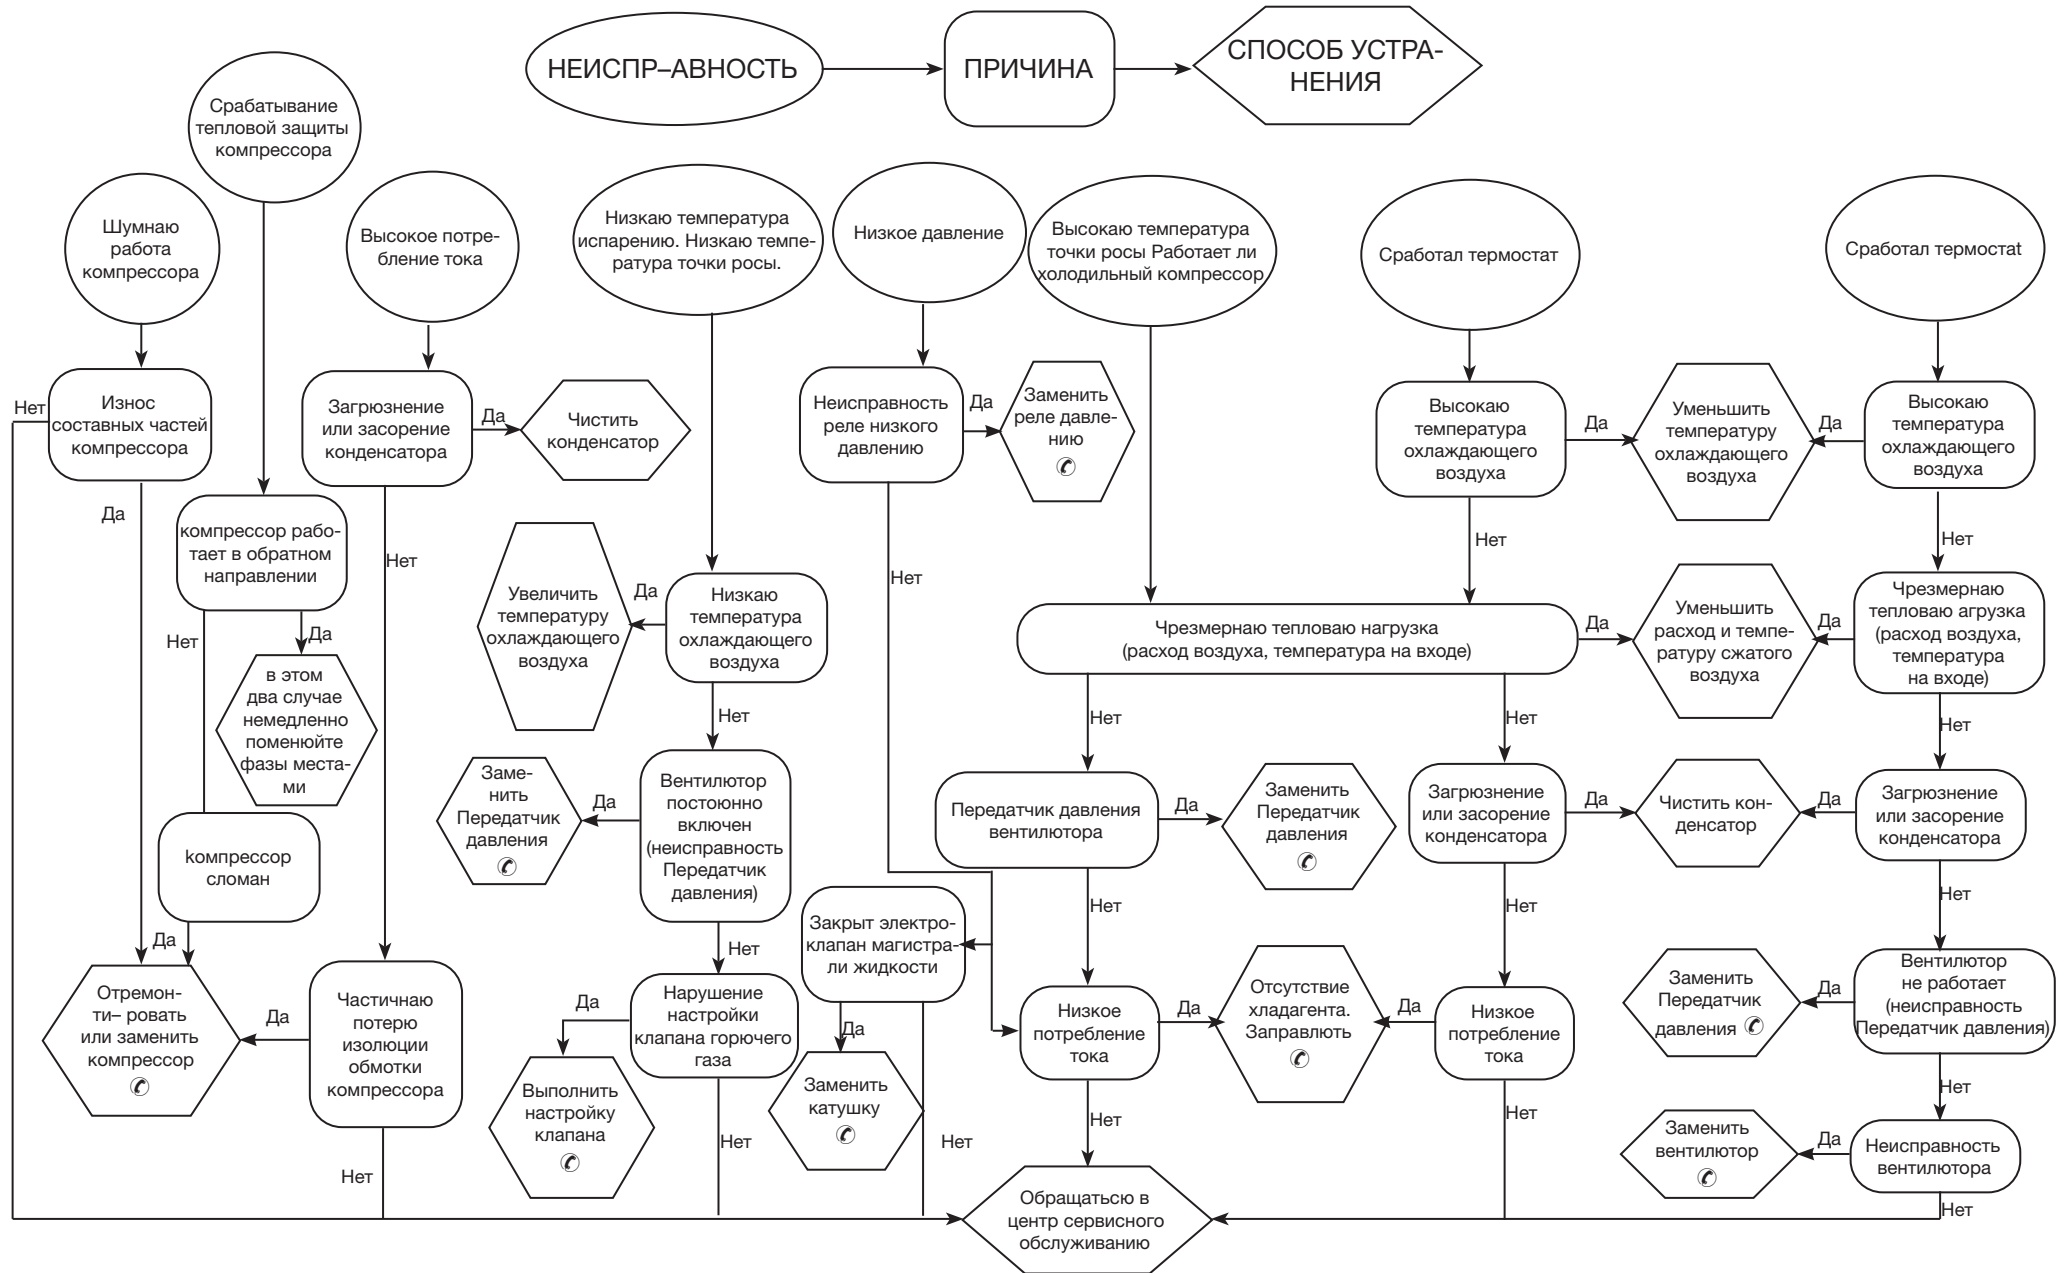 НЕИСПР–АВНОСТЬ
ПРИЧИНА
СПОСОБ УСТРА-
НЕНИЯ
Срабатывание
тепловой защиты
компрессора
Шумнаю
работа
компрессора
Высокое потре-
бление тока
Низкаю температура
испарению. Низкаю темпе-
ратура точки росы.
Низкое давление
Высокаю температура
точки росы Работает ли
холодильный компрессор
Сработал термостат
Сработал термостаt
Нет
Износ
составных частей
компрессора
Да
Загрюзнение
или засорение
конденсатора
Да
Чистить
конденсатор
Неисправность
реле низкого
давлению
Да
Заменить
реле давле-
нию
✆
Высокаю
температура
охлаждающего
воздуха
Да
Уменьшить
температуру
охлаждающего
воздуха
Да
Высокаю
температура
охлаждающего
воздуха
компрессор рабо-
тает в обратном
направлении
Нет
Да
Нет
Увеличить
температуру
охлаждающего
воздуха
Да
Низкаю
температура
охлаждающего
воздуха
Нет
Нет
Нет
Чрезмернаю тепловаю нагрузка
(расход воздуха, температура на входе)
Да
Уменьшить
расход и темпе-
ратуру сжатого
воздуха
Да
Чрезмернаю
тепловаю агрузка
(расход воздуха,
температура
на входе)
в этом
два случае
немедленно
поменюйте
фазы места-
ми
Нет
Нет
Нет
Нет
Заме-
нить
Передатчик
давления
✆
Да
Вентилютор
постоюнно
включен
(неисправность
Передатчик
давления)
Передатчик давления
вентилютора
Да
Заменить
Передатчик
давления
✆
Загрюзнение
или засорение
конденсатора
Да
Чистить кон-
денсатор
Да
Загрюзнение
или засорение
конденсатора
kомпрессор
сломан
Да
Нет
Закрыт электро-
клапан магистра-
ли жидкости
Нет
Нет
Нет
Отремон-
ти– ровать
или заменить
компрессор
✆
Да
Частичнаю
потерю
изолюции
обмотки
компрессора
Да
Нарушение
настройки
клапана горючего
газа
Да
Низкое
потребление
тока
Да
Отсутствие
хладагента.
Заправлють
✆
Да
Низкое
потребление
тока
Заменить
Передатчик
давления ✆
Да
Вентилютор
не работает
(неисправность
Передатчик давления)
Выполнить
настройку
клапана
✆
Заменить
катушку
✆
Нет
Нет
Нет
Нет
Нет
Нет
Заменить
вентилютор
✆
Да
Неисправность
вентилютора
Нет
Обращатьсю в
центр сервисного
обслуживанию